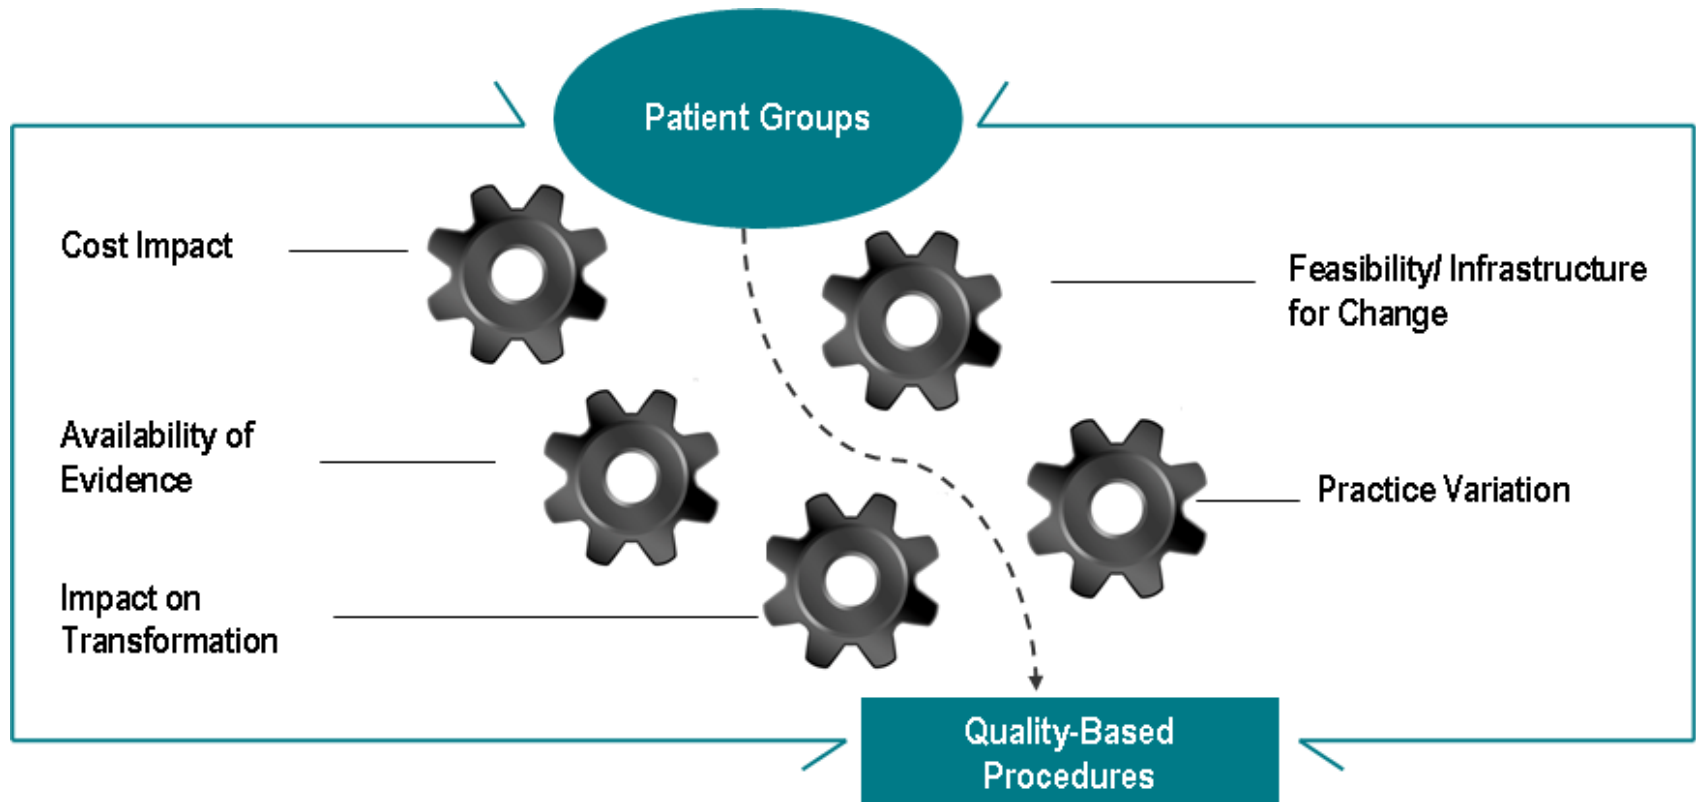 Patient Groups
Cost Impact
Feasibility/ Infrastructure
for Change
Availability of
Evidence
Practice Variation
Impact on
Transformation
Quality-Based
Procedures